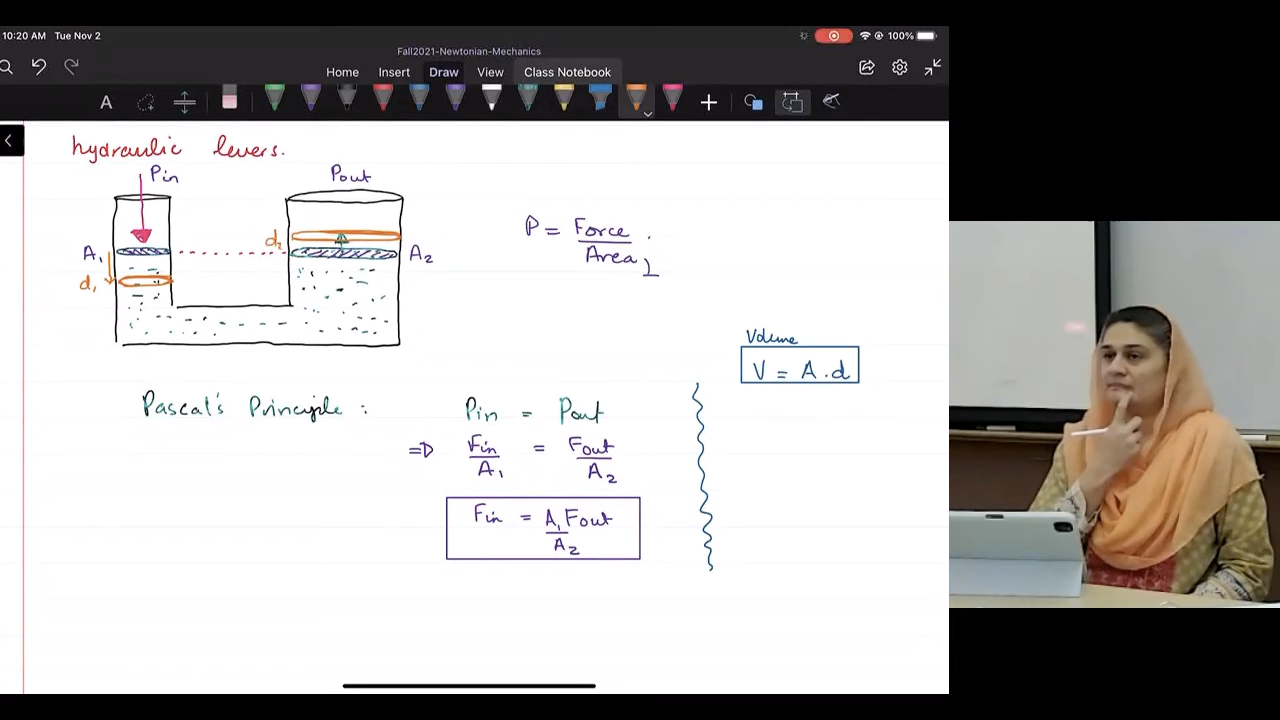 10:20 AM Tue Nov 2
100%
Fall2021-Newtonian-Mechanics
Home Insert Draw View Class Notebook
A
hydraulic levers.
Pin
Pout
d2
A1
A2
d1
P = Force / Area
Volume
V = A.d
Pascal's Principle :
Pin = Pout
=> Fin / A1 = Fout / A2
Fin = A1 Fout / A2